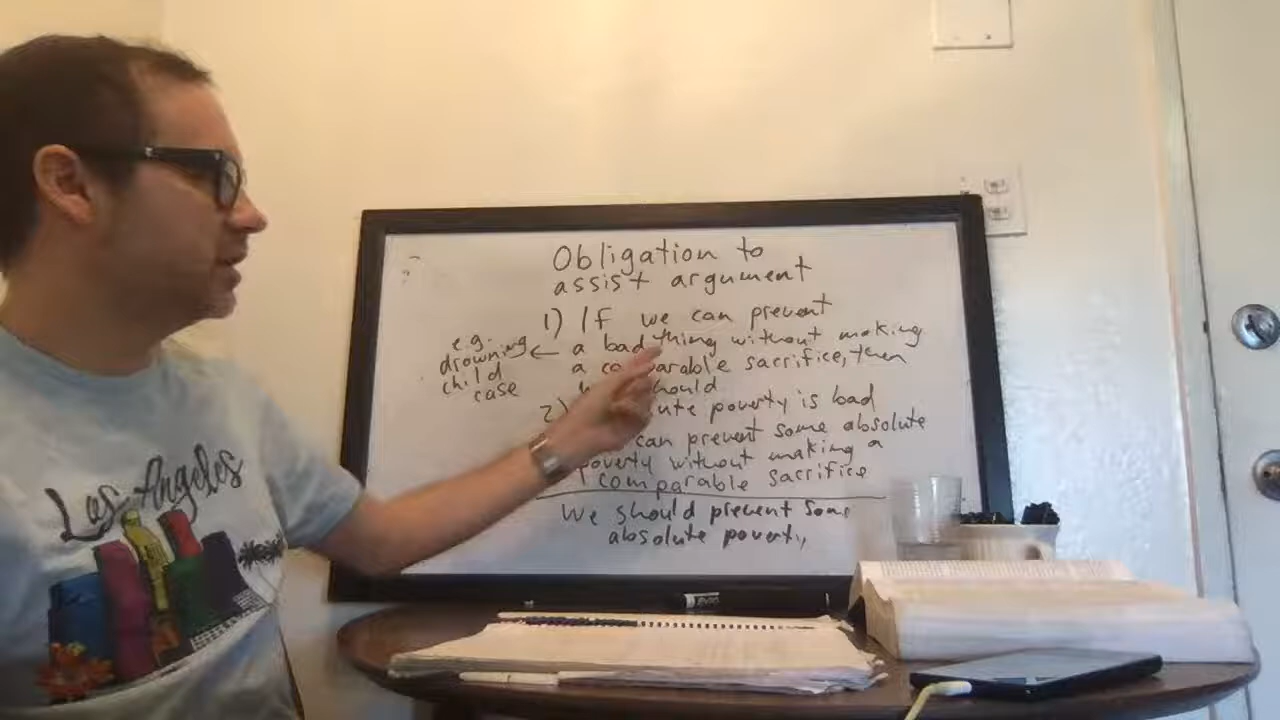 Obligation to
assist argument
1) If we can prevent
a bad thing without making
a comparable sacrifice, then
should
e.g.
drowning
child
case
2) poverty is bad
can prevent some absolute
poverty without making a
comparable sacrifice
We should prevent some
absolute poverty
Los Angeles
EXPO